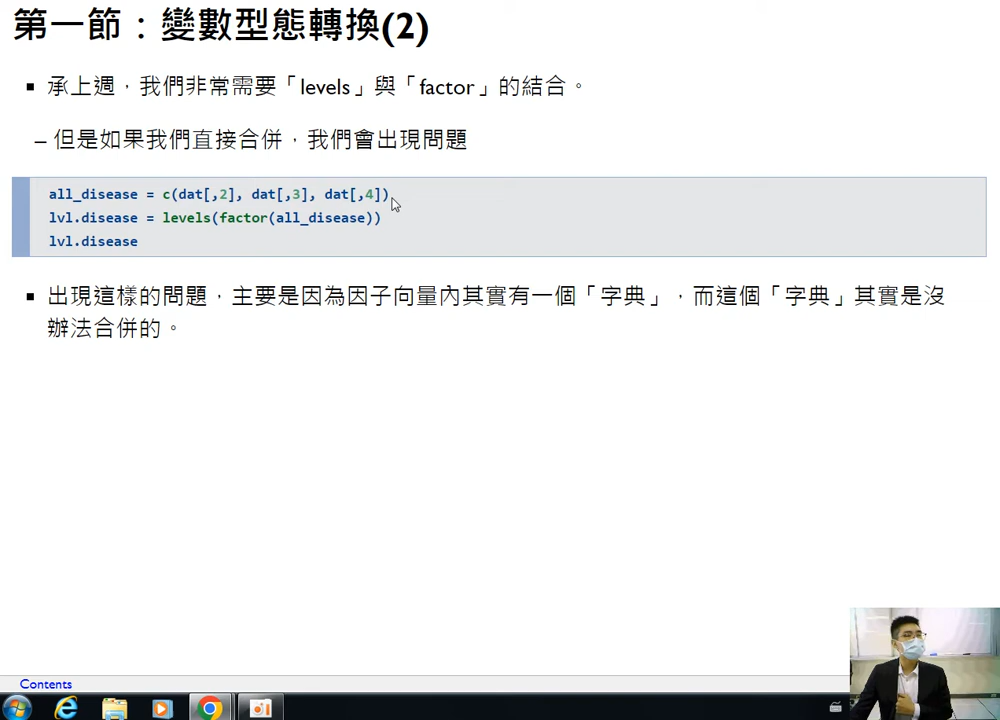 第一節：變數型態轉換(2)
▪ 承上週，我們非常需要「levels」與「factor」的結合。
– 但是如果我們直接合併，我們會出現問題
all_disease = c(dat[,2], dat[,3], dat[,4])
lvl.disease = levels(factor(all_disease))
lvl.disease
▪ 出現這樣的問題，主要是因為因子向量內其實有一個「字典」，而這個「字典」其實是沒
辦法合併的。
Contents